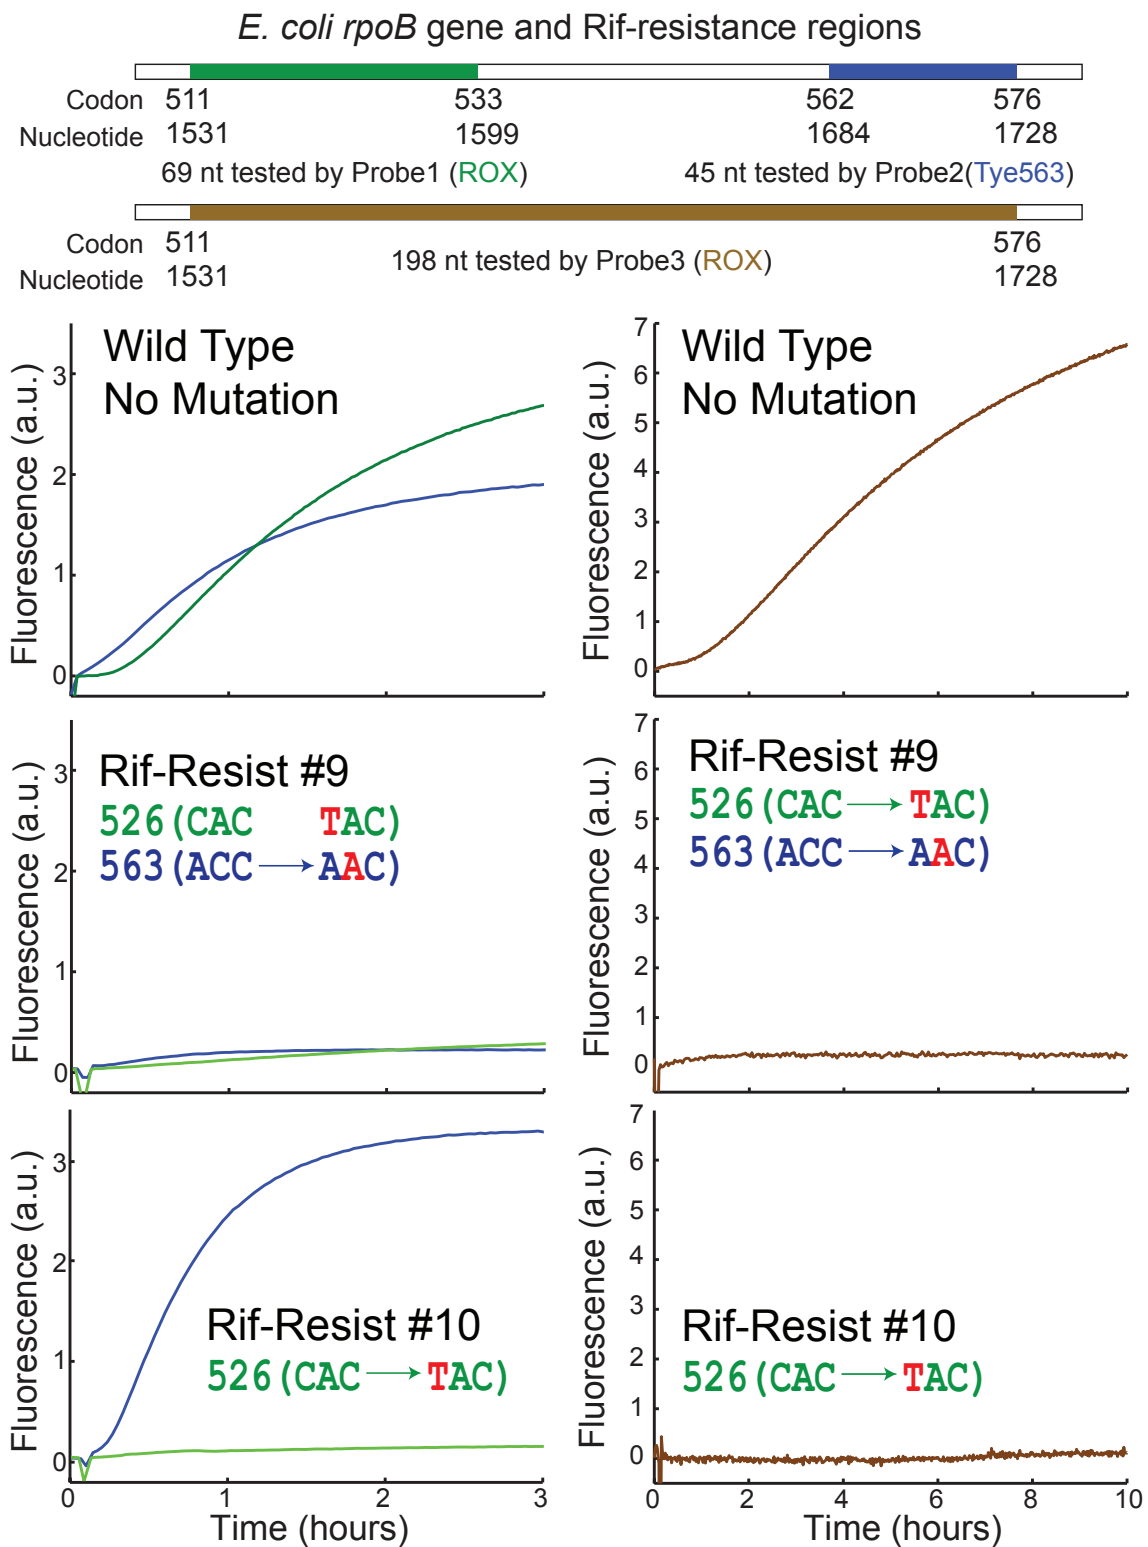 E. coli rpoB gene and Rif-resistance regions
Codon 511 533 562 576
Nucleotide 1531 1599 1684 1728
69 nt tested by Probe1 (ROX) 45 nt tested by Probe2(Tye563)
Codon 511 576
Nucleotide 1531 1728
198 nt tested by Probe3 (ROX)
Wild Type
No Mutation
Fluorescence (a.u.)
3
2
1
0
Wild Type
No Mutation
Fluorescence (a.u.)
7
6
5
4
3
2
1
0
Rif-Resist #9
526(CAC TAC)
563(ACC → AAC)
Fluorescence (a.u.)
3
2
1
0
Rif-Resist #9
526(CAC → TAC)
563(ACC → AAC)
Fluorescence (a.u.)
7
6
5
4
3
2
1
0
Rif-Resist #10
526(CAC → TAC)
Fluorescence (a.u.)
3
2
1
0
0 1 2 3
Time (hours)
Rif-Resist #10
526(CAC → TAC)
Fluorescence (a.u.)
7
6
5
4
3
2
1
0
0 2 4 6 8 10
Time (hours)